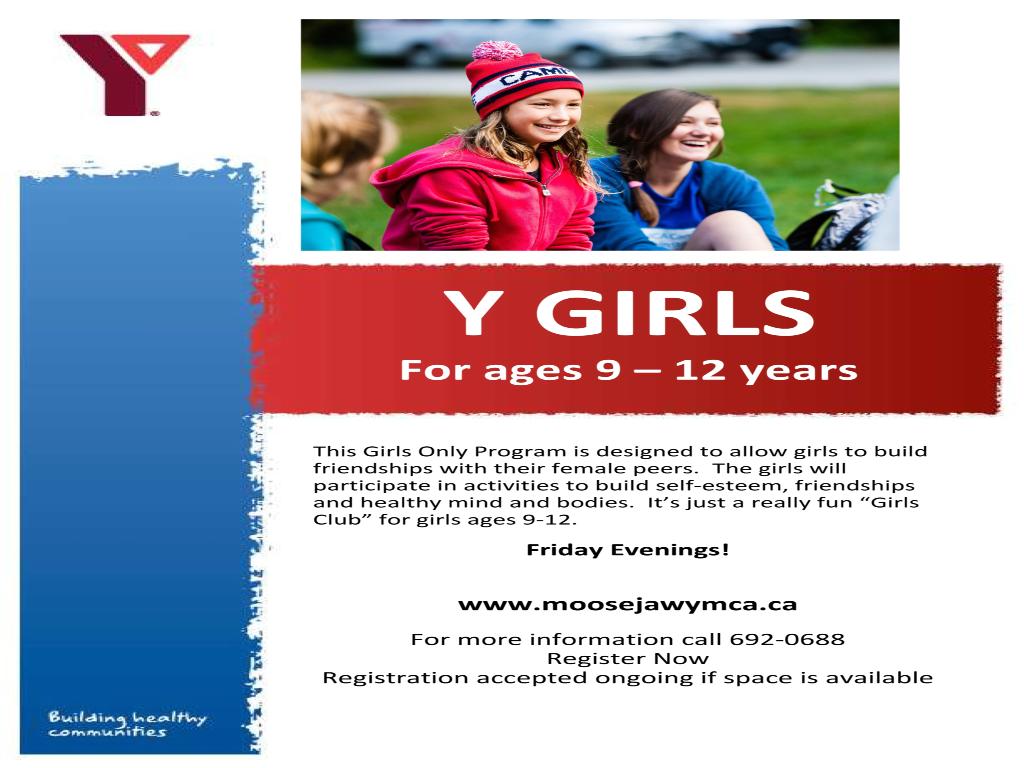 Y
CAMP
Y GIRLS
For ages 9 – 12 years
This Girls Only Program is designed to allow girls to build
friendships with their female peers.  The girls will
participate in activities to build self-esteem, friendships
and healthy mind and bodies.  It’s just a really fun “Girls
Club” for girls ages 9-12.
Friday Evenings!
www.moosejawymca.ca
For more information call 692-0688
Register Now
Registration accepted ongoing if space is available
Building healthy
communities